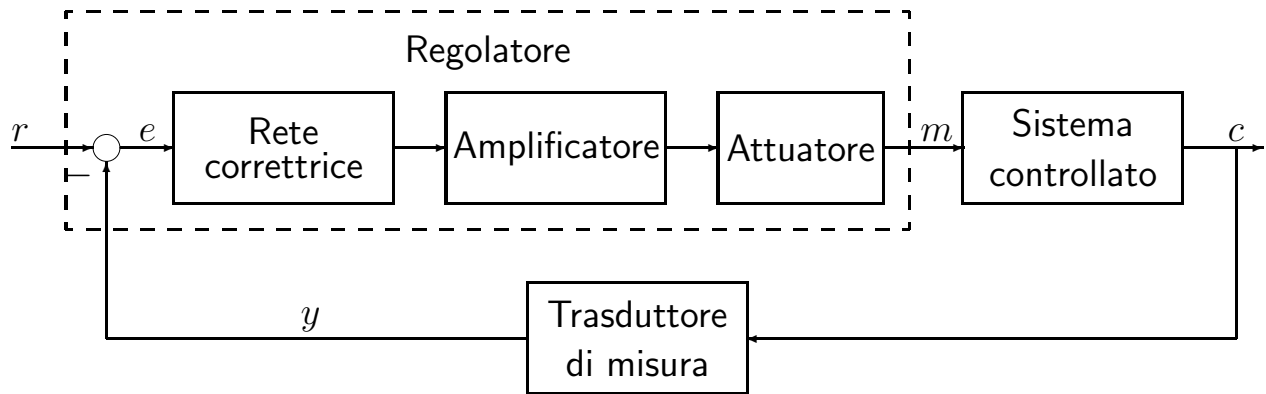 Regolatore
r
−
e
Rete
correttrice
Amplificatore
Attuatore
m
Sistema
controllato
c
y
Trasduttore
di misura